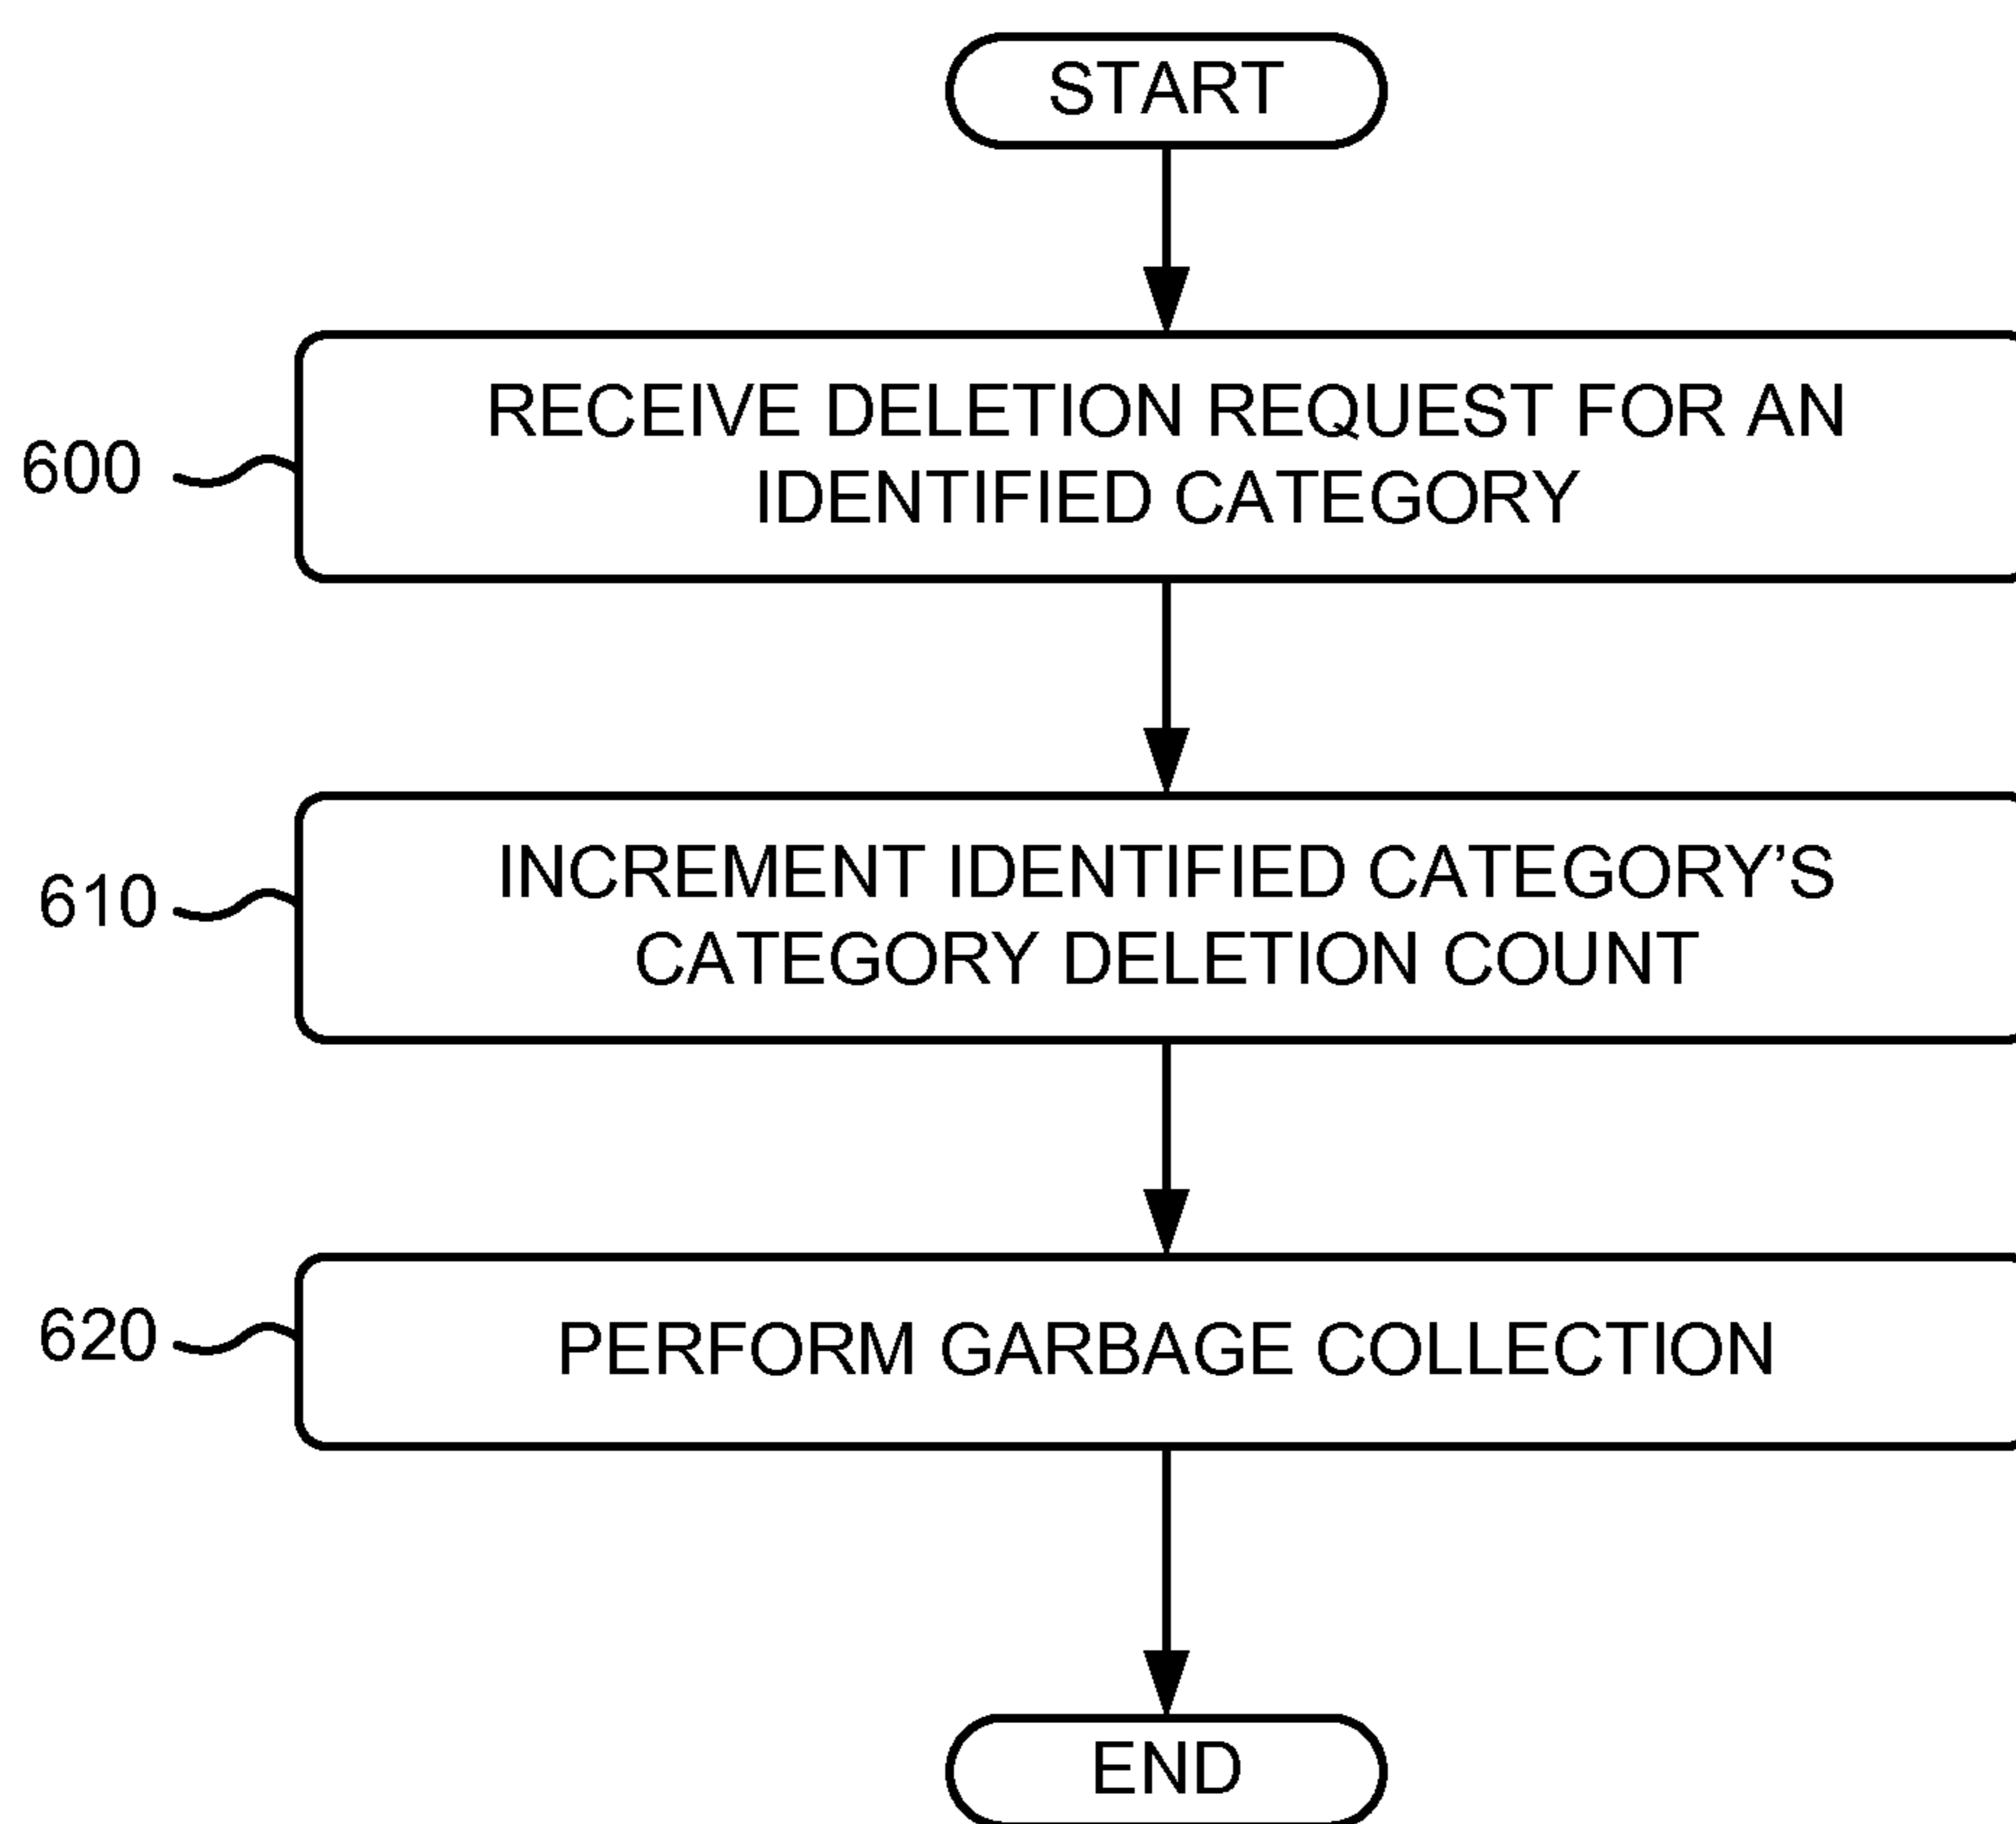 START
600
RECEIVE DELETION REQUEST FOR AN
IDENTIFIED CATEGORY
610
INCREMENT IDENTIFIED CATEGORY’S
CATEGORY DELETION COUNT
620
PERFORM GARBAGE COLLECTION
END